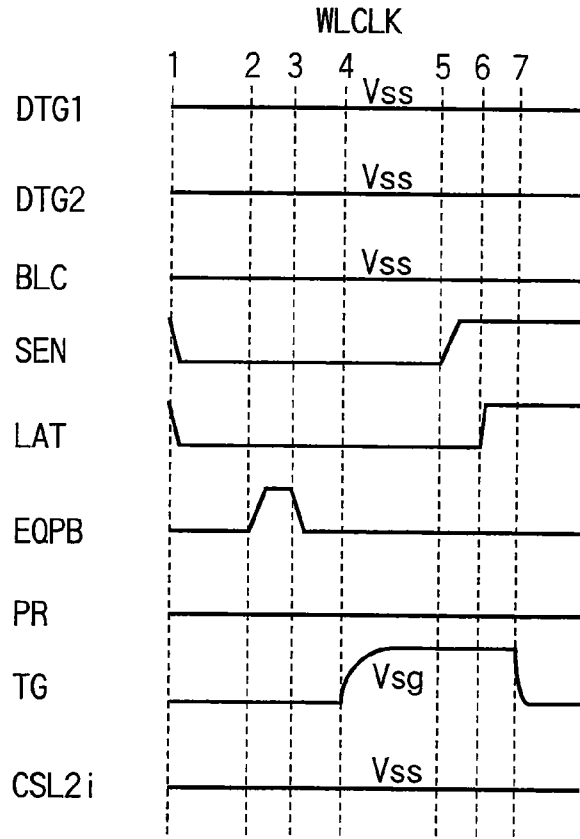 WLCLK
1 2 3 4 5 6 7
DTG1 Vss
DTG2 Vss
BLC Vss
SEN
LAT
EQPB
PR
TG Vsg
CSL2i Vss